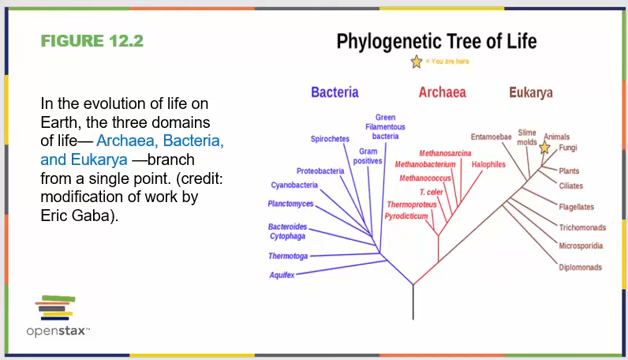 FIGURE 12.2
In the evolution of life on
Earth, the three domains
of life— Archaea, Bacteria,
and Eukarya —branch
from a single point. (credit:
modification of work by
Eric Gaba).
openstax™
Phylogenetic Tree of Life
= You are here
Bacteria
Archaea
Eukarya
Green
Filamentous
bacteria
Spirochetes
Gram
positives
Proteobacteria
Cyanobacteria
Planctomyces
Bacteroides
Cytophaga
Thermotoga
Aquifex
Methanosarcina
Methanobacterium
Halophiles
Methanococcus
T. celer
Thermoproteus
Pyrodicticum
Entamoebae
Slime
molds
Animals
Fungi
Plants
Ciliates
Flagellates
Trichomonads
Microsporidia
Diplomonads